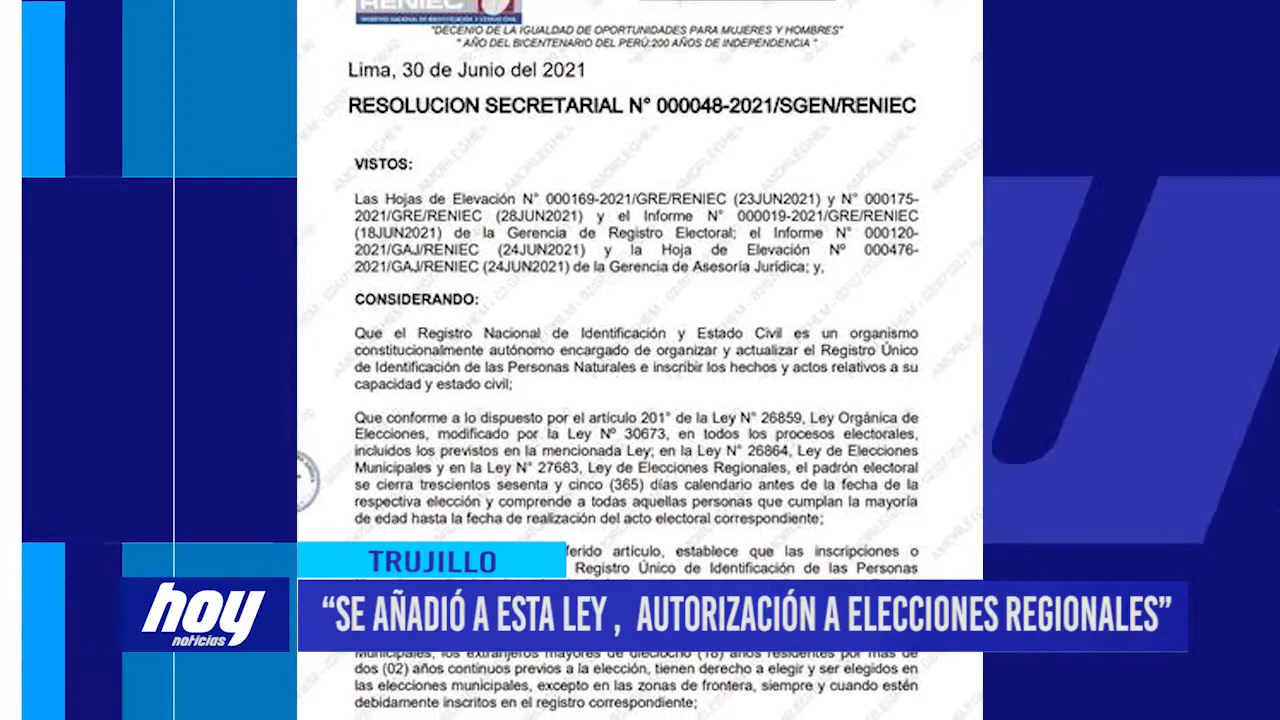 RENIEC
REGISTRO NACIONAL DE IDENTIFICACIÓN Y ESTADO CIVIL
"DECENIO DE LA IGUALDAD DE OPORTUNIDADES PARA MUJERES Y HOMBRES"
" AÑO DEL BICENTENARIO DEL PERÚ:200 AÑOS DE INDEPENDENCIA "
Lima, 30 de Junio del 2021
RESOLUCION SECRETARIAL N° 000048-2021/SGEN/RENIEC
VISTOS:
Las Hojas de Elevación N° 000169-2021/GRE/RENIEC (23JUN2021) y N° 000175-
2021/GRE/RENIEC (28JUN2021) y el Informe N° 000019-2021/GRE/RENIEC
(18JUN2021) de la Gerencia de Registro Electoral; el Informe N° 000120-
2021/GAJ/RENIEC (24JUN2021) y la Hoja de Elevación Nº 000476-
2021/GAJ/RENIEC (24JUN2021) de la Gerencia de Asesoría Jurídica; y,
CONSIDERANDO:
Que el Registro Nacional de Identificación y Estado Civil es un organismo
constitucionalmente autónomo encargado de organizar y actualizar el Registro Único
de Identificación de las Personas Naturales e inscribir los hechos y actos relativos a su
capacidad y estado civil;
Que conforme a lo dispuesto por el artículo 201° de la Ley N° 26859, Ley Orgánica de
Elecciones, modificado por la Ley Nº 30673, en todos los procesos electorales,
incluidos los previstos en la mencionada Ley; en la Ley N° 26864, Ley de Elecciones
Municipales y en la Ley N° 27683, Ley de Elecciones Regionales, el padrón electoral
se cierra trescientos sesenta y cinco (365) días calendario antes de la fecha de la
respectiva elección y comprende a todas aquellas personas que cumplan la mayoría
de edad hasta la fecha de realización del acto electoral correspondiente;
ferido artículo, establece que las inscripciones o
Registro Único de Identificación de las Personas
TRUJILLO
hoy
noticias
“SE AÑADIÓ A ESTA LEY , AUTORIZACIÓN A ELECCIONES REGIONALES”
Municipales, los extranjeros mayores de dieciocho (18) años residentes por más de
dos (02) años continuos previos a la elección, tienen derecho a elegir y ser elegidos en
las elecciones municipales, excepto en las zonas de frontera, siempre y cuando estén
debidamente inscritos en el registro correspondiente;